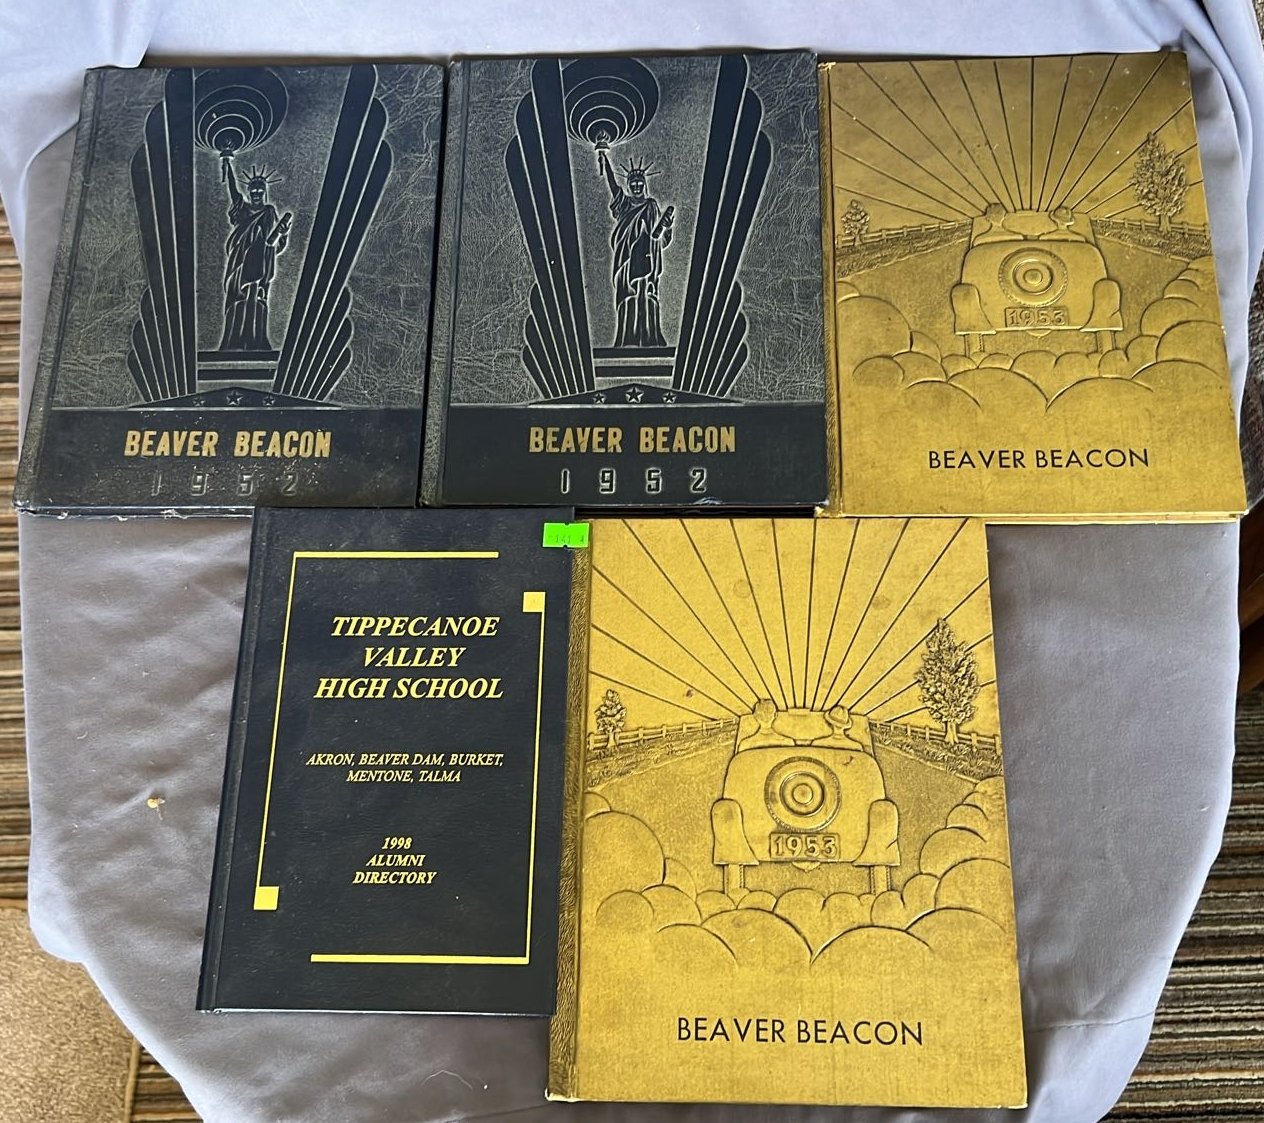 BEAVER BEACON
1952
BEAVER BEACON
1952
1953
BEAVER BEACON
TIPPECANOE
VALLEY
HIGH SCHOOL
AKRON, BEAVER DAM, BURKET,
MENTONE, TALMA
1998
ALUMNI
DIRECTORY
1953
BEAVER BEACON